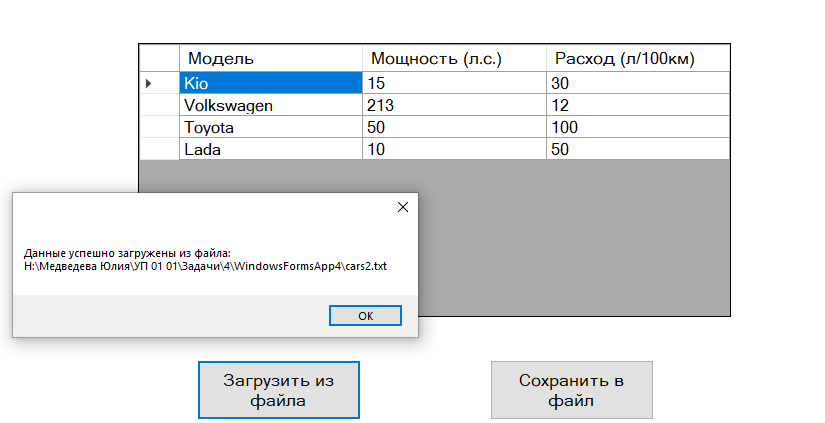 Модель Мощность (л.с.) Расход (л/100км)
Kio 15 30
Volkswagen 213 12
Toyota 50 100
Lada 10 50
Данные успешно загружены из файла:
H:\Медведева Юлия\УП 01 01\Задачи\4\WindowsFormsApp4\cars2.txt
ОК
Загрузить из
файла
Сохранить в
файл